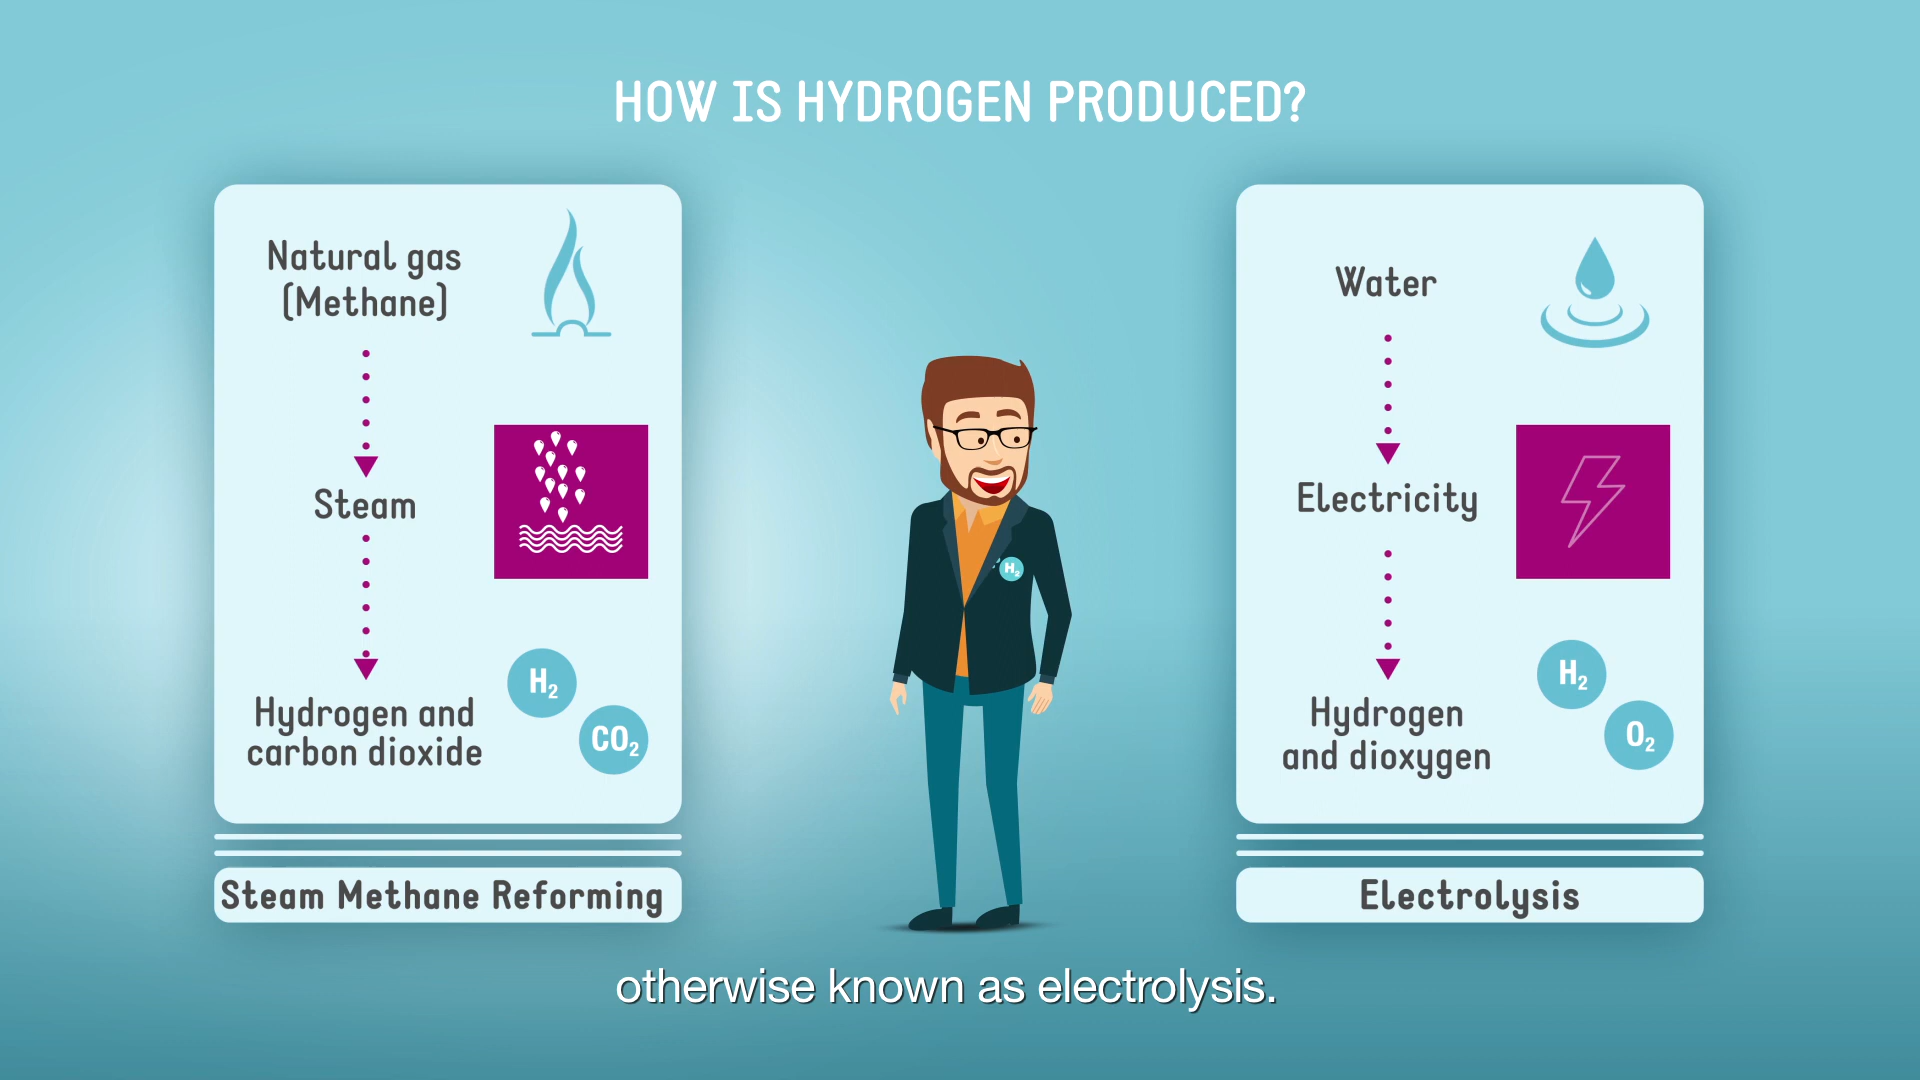 HOW IS HYDROGEN PRODUCED?
Natural gas
(Methane)
Steam
Hydrogen and
carbon dioxide
H₂
CO₂
Steam Methane Reforming
H₂
Water
Electricity
Hydrogen
and dioxygen
H₂
O₂
Electrolysis
otherwise known as electrolysis.